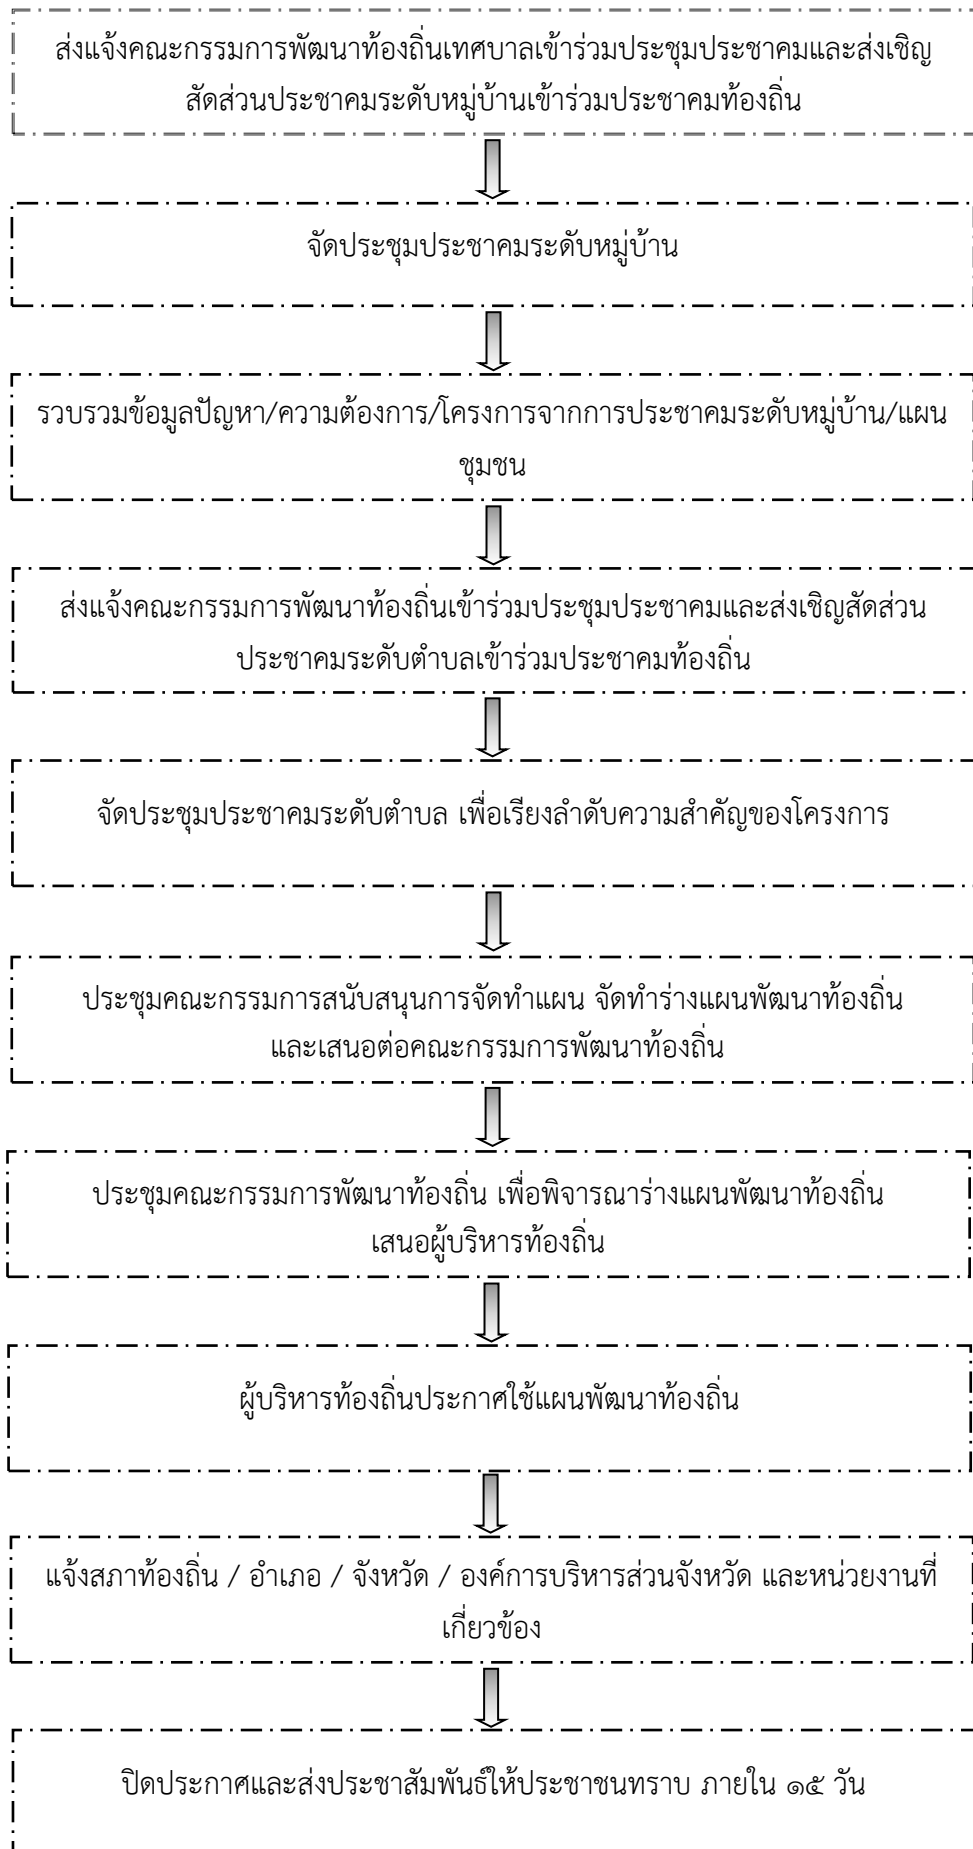 ส่งแจ้งคณะกรรมการพัฒนาท้องถิ่นเทศบาลเข้าร่วมประชุมประชาคมและส่งเชิญ
สัดส่วนประชาคมระดับหมู่บ้านเข้าร่วมประชาคมท้องถิ่น
จัดประชุมประชาคมระดับหมู่บ้าน
รวบรวมข้อมูลปัญหา/ความต้องการ/โครงการจากการประชาคมระดับหมู่บ้าน/แผน
ชุมชน
ส่งแจ้งคณะกรรมการพัฒนาท้องถิ่นเข้าร่วมประชุมประชาคมและส่งเชิญสัดส่วน
ประชาคมระดับตำบลเข้าร่วมประชาคมท้องถิ่น
จัดประชุมประชาคมระดับตำบล เพื่อเรียงลำดับความสำคัญของโครงการ
ประชุมคณะกรรมการสนับสนุนการจัดทำแผน จัดทำร่างแผนพัฒนาท้องถิ่น
และเสนอต่อคณะกรรมการพัฒนาท้องถิ่น
ประชุมคณะกรรมการพัฒนาท้องถิ่น เพื่อพิจารณาร่างแผนพัฒนาท้องถิ่น
เสนอผู้บริหารท้องถิ่น
ผู้บริหารท้องถิ่นประกาศใช้แผนพัฒนาท้องถิ่น
แจ้งสภาท้องถิ่น / อำเภอ / จังหวัด / องค์การบริหารส่วนจังหวัด และหน่วยงานที่
เกี่ยวข้อง
ปิดประกาศและส่งประชาสัมพันธ์ให้ประชาชนทราบ ภายใน ๑๕ วัน